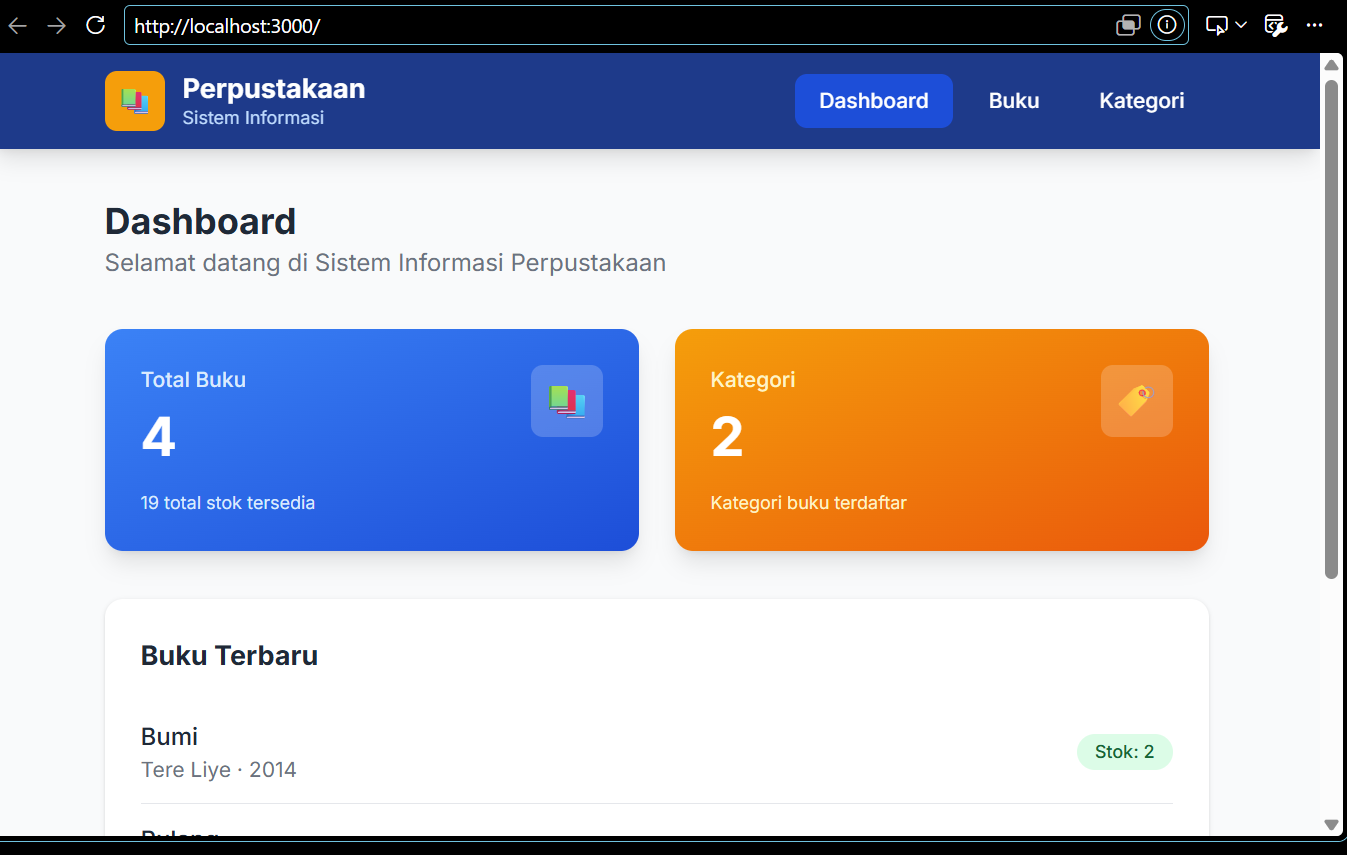 http://localhost:3000/
Perpustakaan
Sistem Informasi
Dashboard
Buku
Kategori
Dashboard
Selamat datang di Sistem Informasi Perpustakaan
Total Buku
4
19 total stok tersedia
Kategori
2
Kategori buku terdaftar
Buku Terbaru
Bumi
Tere Liye · 2014
Stok: 2